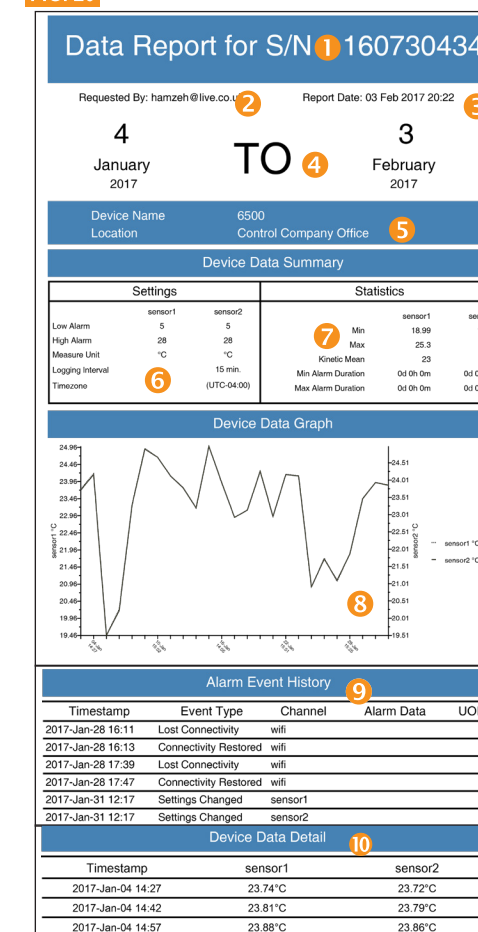 Data Report for S/N 1 160730434
Requested By: hamzeh@live.co.u 2 Report Date: 03 Feb 2017 20:22 3
4 TO 3
January 4 February
2017 2017
Device Name 6500
Location Control Company Office 5
Device Data Summary
Settings Statistics
sensor1 sensor2 sensor1
Low Alarm 5 5 7 Min 18.99
High Alarm 28 28 Max 25.3
Measure Unit °C °C Kinetic Mean 23
Logging Interval 6 15 min. Min Alarm Duration 0d 0h 0m
Timezone (UTC-04:00) Max Alarm Duration 0d 0h 0m
Device Data Graph
24.96
24.46 24.51
23.96 24.01
23.46 23.51
22.96 23.01
22.46 22.51
21.96 22.01
21.46 21.51
20.96 21.01
20.46 20.51
19.96 20.01
19.46 19.51
sensor1 °C
sensor2 °C
sensor1 °C
sensor2 °C
8
Alarm Event History 9
Timestamp Event Type Channel Alarm Data
2017-Jan-28 16:11 Lost Connectivity wifi
2017-Jan-28 16:13 Connectivity Restored wifi
2017-Jan-28 17:39 Lost Connectivity wifi
2017-Jan-28 17:47 Connectivity Restored wifi
2017-Jan-31 12:17 Settings Changed sensor1
2017-Jan-31 12:17 Settings Changed sensor2
Device Data Detail 10
Timestamp sensor1 sensor2
2017-Jan-04 14:27 23.74°C 23.72°C
2017-Jan-04 14:42 23.81°C 23.79°C
2017-Jan-04 14:57 23.88°C 23.86°C